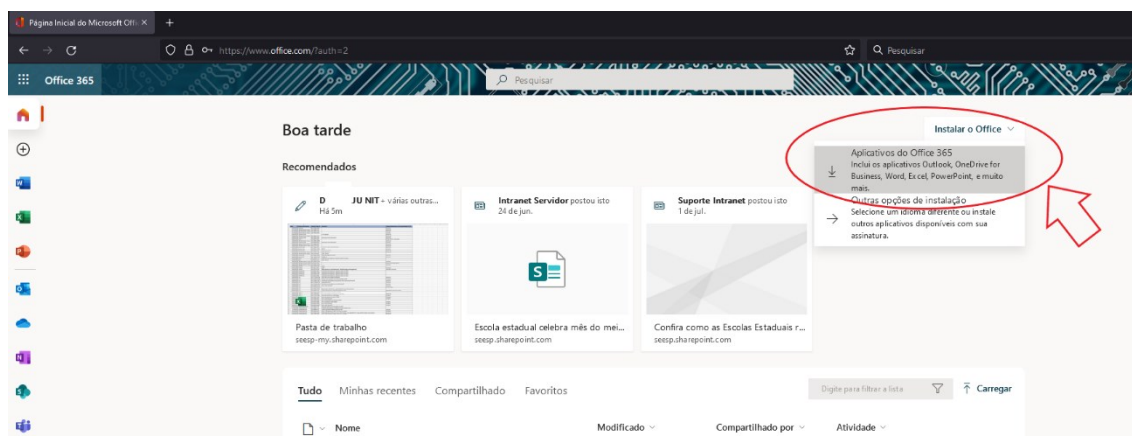 Página Inicial do Microsoft Offi
https://www.office.com/?auth=2
Pesquisar
Office 365
Pesquisar
Boa tarde
Instalar o Office
Aplicativos do Office 365
Inclui os aplicativos Outlook, OneDrive for
Business, Word, Excel, PowerPoint, e muito
mais.
Outras opções de instalação
Selecione um idioma diferente ou instale
outros aplicativos disponíveis com sua
assinatura.
Recomendados
D JU NIT e várias outras...
Há 5m
Pasta de trabalho
seesp-my.sharepoint.com
Intranet Servidor postou isto
24 de jun.
Escola estadual celebra mês do mei...
seesp.sharepoint.com
Suporte Intranet postou isto
1 de jul.
Confira como as Escolas Estaduais r...
seesp.sharepoint.com
Tudo Minhas recentes Compartilhado Favoritos
Digite para filtrar a lista
Carregar
Nome Modificado Compartilhado por Atividade